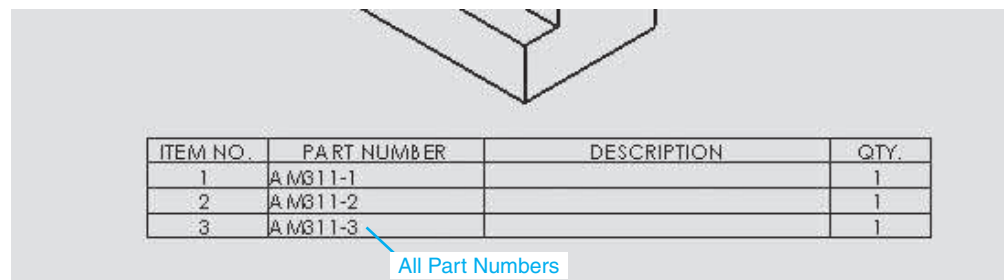 ITEM NO. PART NUMBER DESCRIPTION QTY.
1 AM311-1 1
2 AM311-2 1
3 AM311-3 1
All Part Numbers